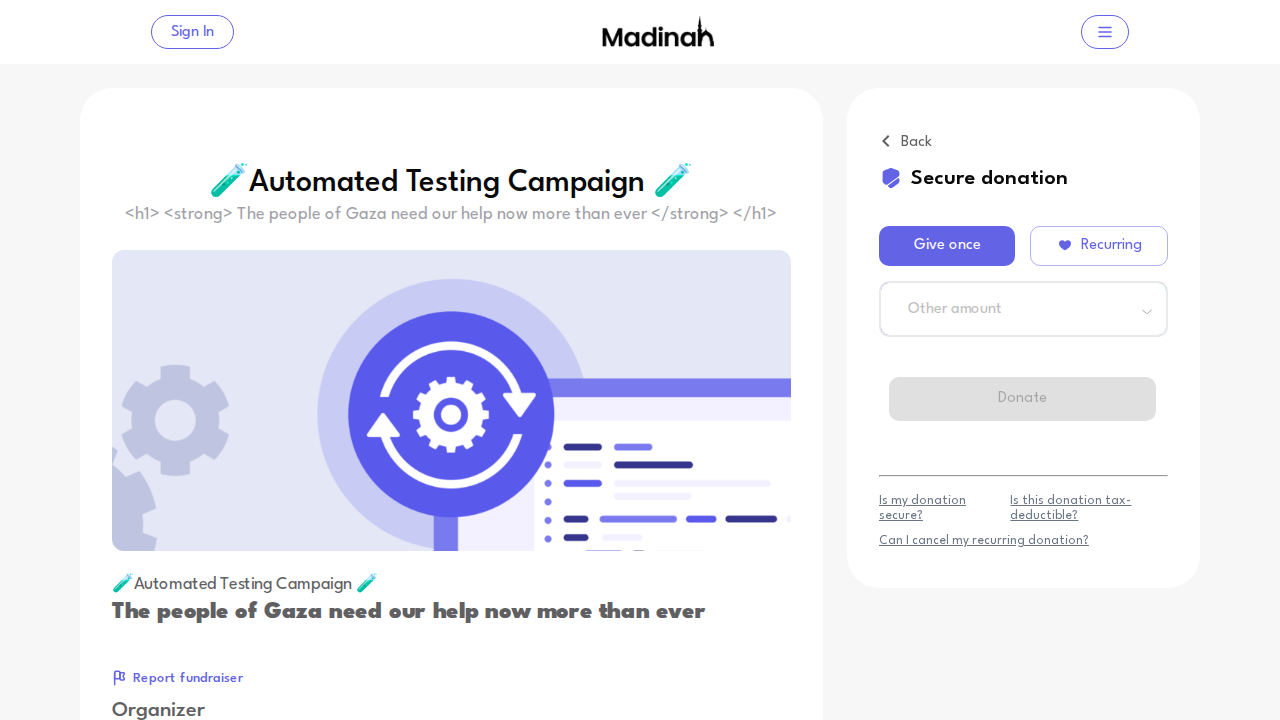 Sign In
Madinah
🧪Automated Testing Campaign 🧪
<h1> <strong> The people of Gaza need our help now more than ever </strong> </h1>
🧪Automated Testing Campaign 🧪
The people of Gaza need our help now more than ever
Report fundraiser
Organizer
Back
Secure donation
Give once
Recurring
Other amount
Donate
Is my donation
secure?
Is this donation tax-
deductible?
Can I cancel my recurring donation?